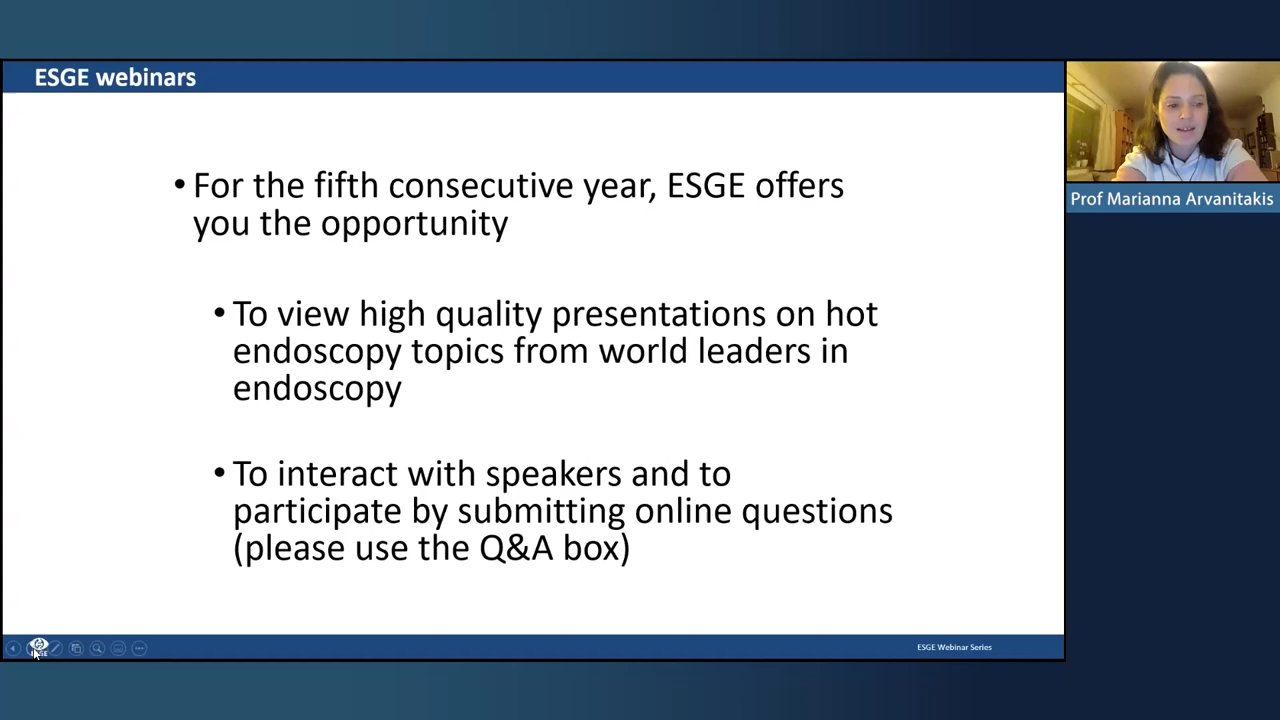 ESGE webinars
• For the fifth consecutive year, ESGE offers
you the opportunity
• To view high quality presentations on hot
endoscopy topics from world leaders in
endoscopy
• To interact with speakers and to
participate by submitting online questions
(please use the Q&A box)
Prof Marianna Arvanitakis
ESGE Webinar Series